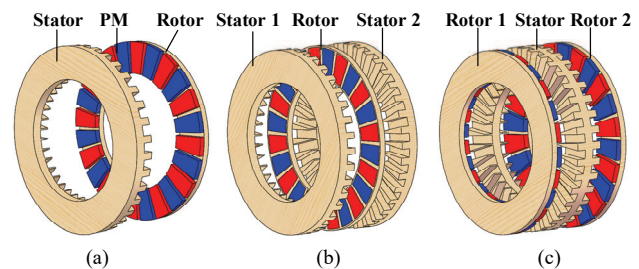 Stator PM Rotor
Stator 1 Rotor Stator 2
Rotor 1 Stator Rotor 2
(a)
(b)
(c)